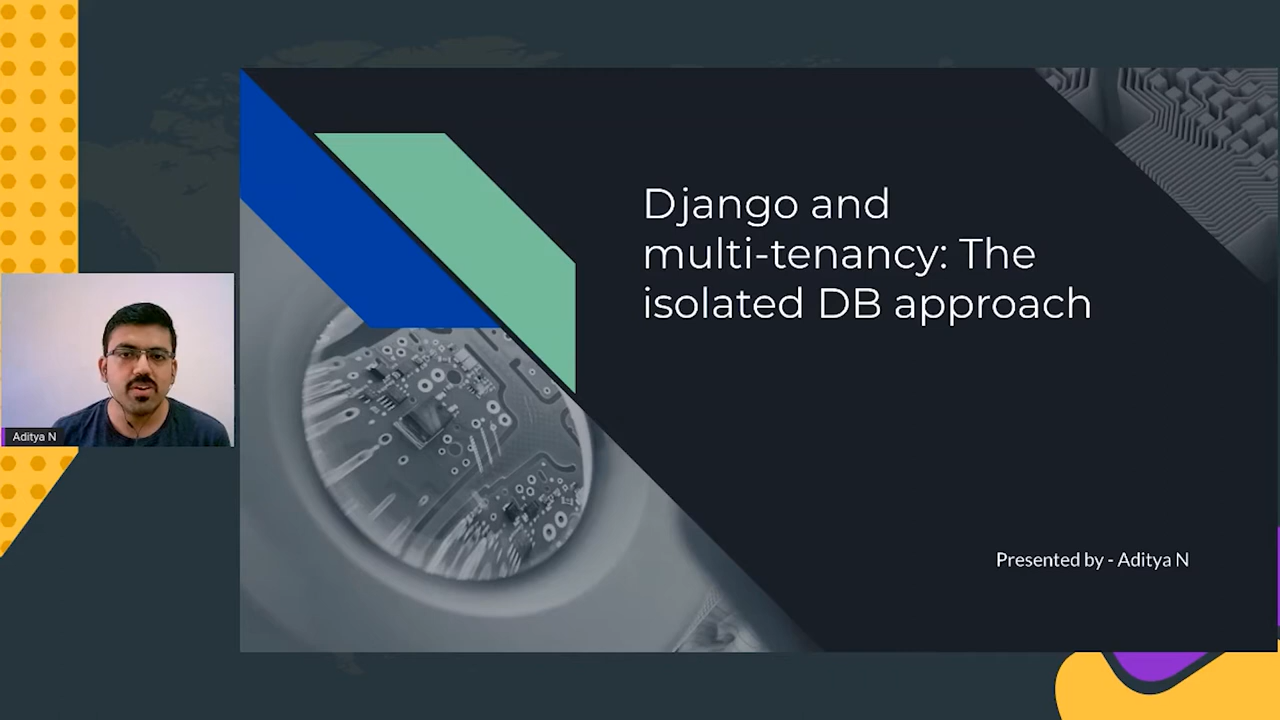 Django and
multi-tenancy: The
isolated DB approach
Aditya N
Presented by - Aditya N